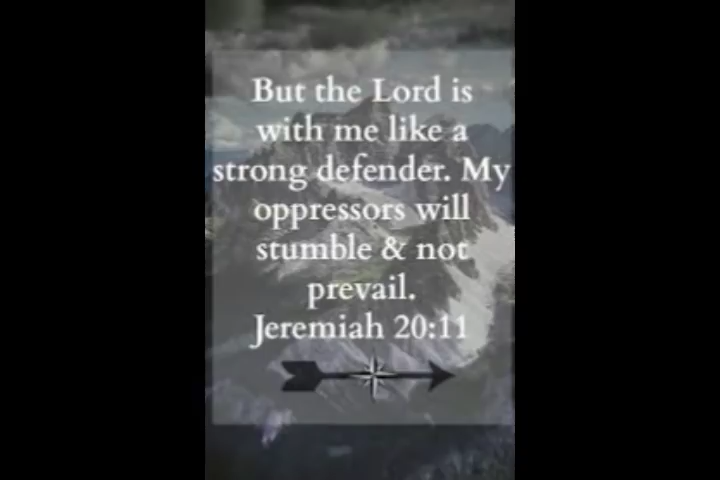 But the Lord is
with me like a
strong defender. My
oppressors will
stumble & not
prevail.
Jeremiah 20:11